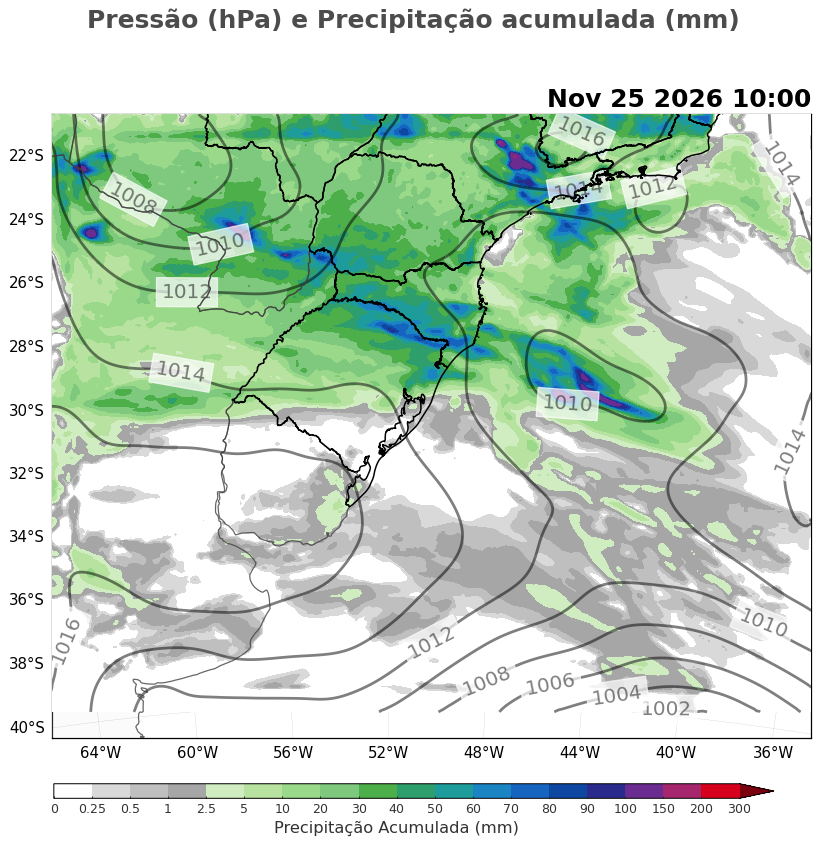 Pressão (hPa) e Precipitação acumulada (mm)
Nov 25 2026 10:00
1016
1014
22°S
1008
1012
24°S
1010
26°S
1012
28°S
1014
30°S
1010
1014
32°S
34°S
36°S
1016
1010
1012
38°S
1008
1006
1004
1002
40°S
64°W 60°W 56°W 52°W 48°W 44°W 40°W 36°W
0 0.25 0.5 1 2.5 5 10 20 30 40 50 60 70 80 90 100 150 200 300
Precipitação Acumulada (mm)